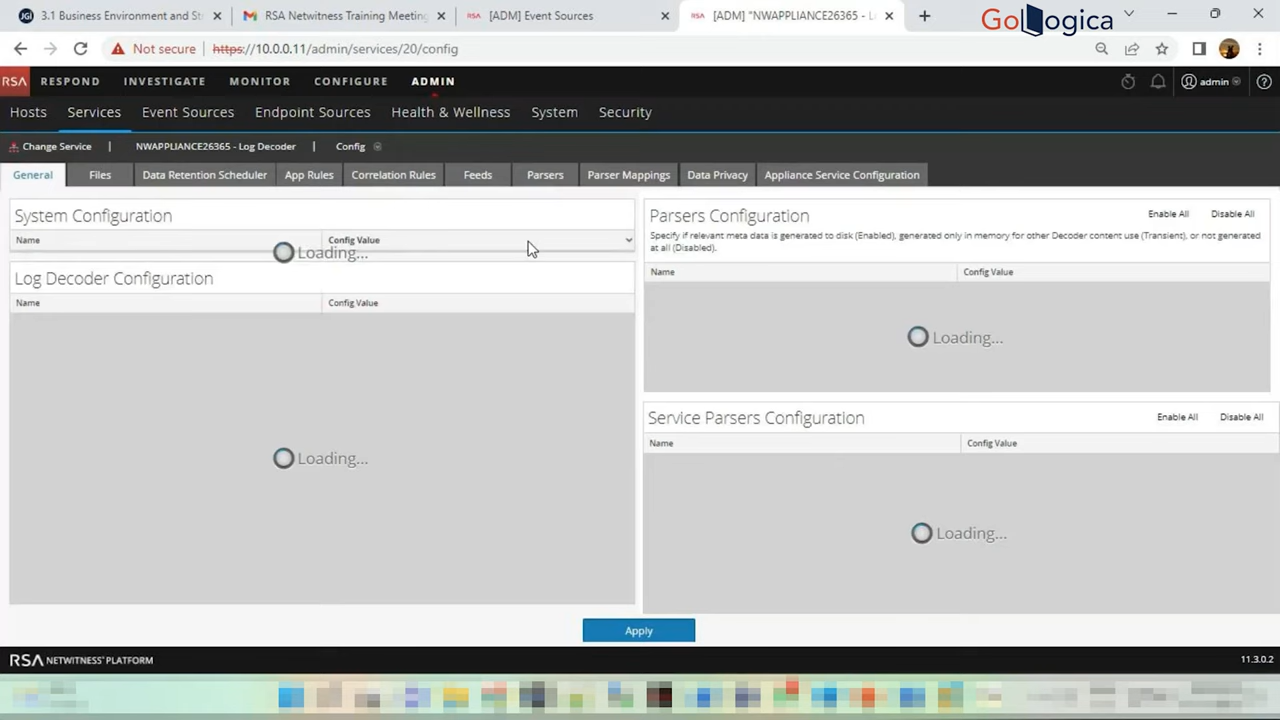 3.1 Business Environment and St
RSA Netwitness Training Meeting
[ADM] Event Sources
[ADM] "NWAPPLIANCE26365 - L
GoLogica
Not secure
https://10.0.0.11/admin/services/20/config
RSA
RESPOND
INVESTIGATE
MONITOR
CONFIGURE
ADMIN
admin
Hosts
Services
Event Sources
Endpoint Sources
Health & Wellness
System
Security
Change Service
NWAPPLIANCE26365 - Log Decoder
Config
General
Files
Data Retention Scheduler
App Rules
Correlation Rules
Feeds
Parsers
Parser Mappings
Data Privacy
Appliance Service Configuration
System Configuration
Name
Config Value
Loading...
Log Decoder Configuration
Name
Config Value
Loading...
Parsers Configuration
Enable All
Disable All
Specify if relevant meta data is generated to disk (Enabled), generated only in memory for other Decoder content use (Transient), or not generated
at all (Disabled).
Name
Config Value
Loading...
Service Parsers Configuration
Enable All
Disable All
Name
Config Value
Loading...
Apply
RSA NETWITNESS® PLATFORM
11.3.0.2